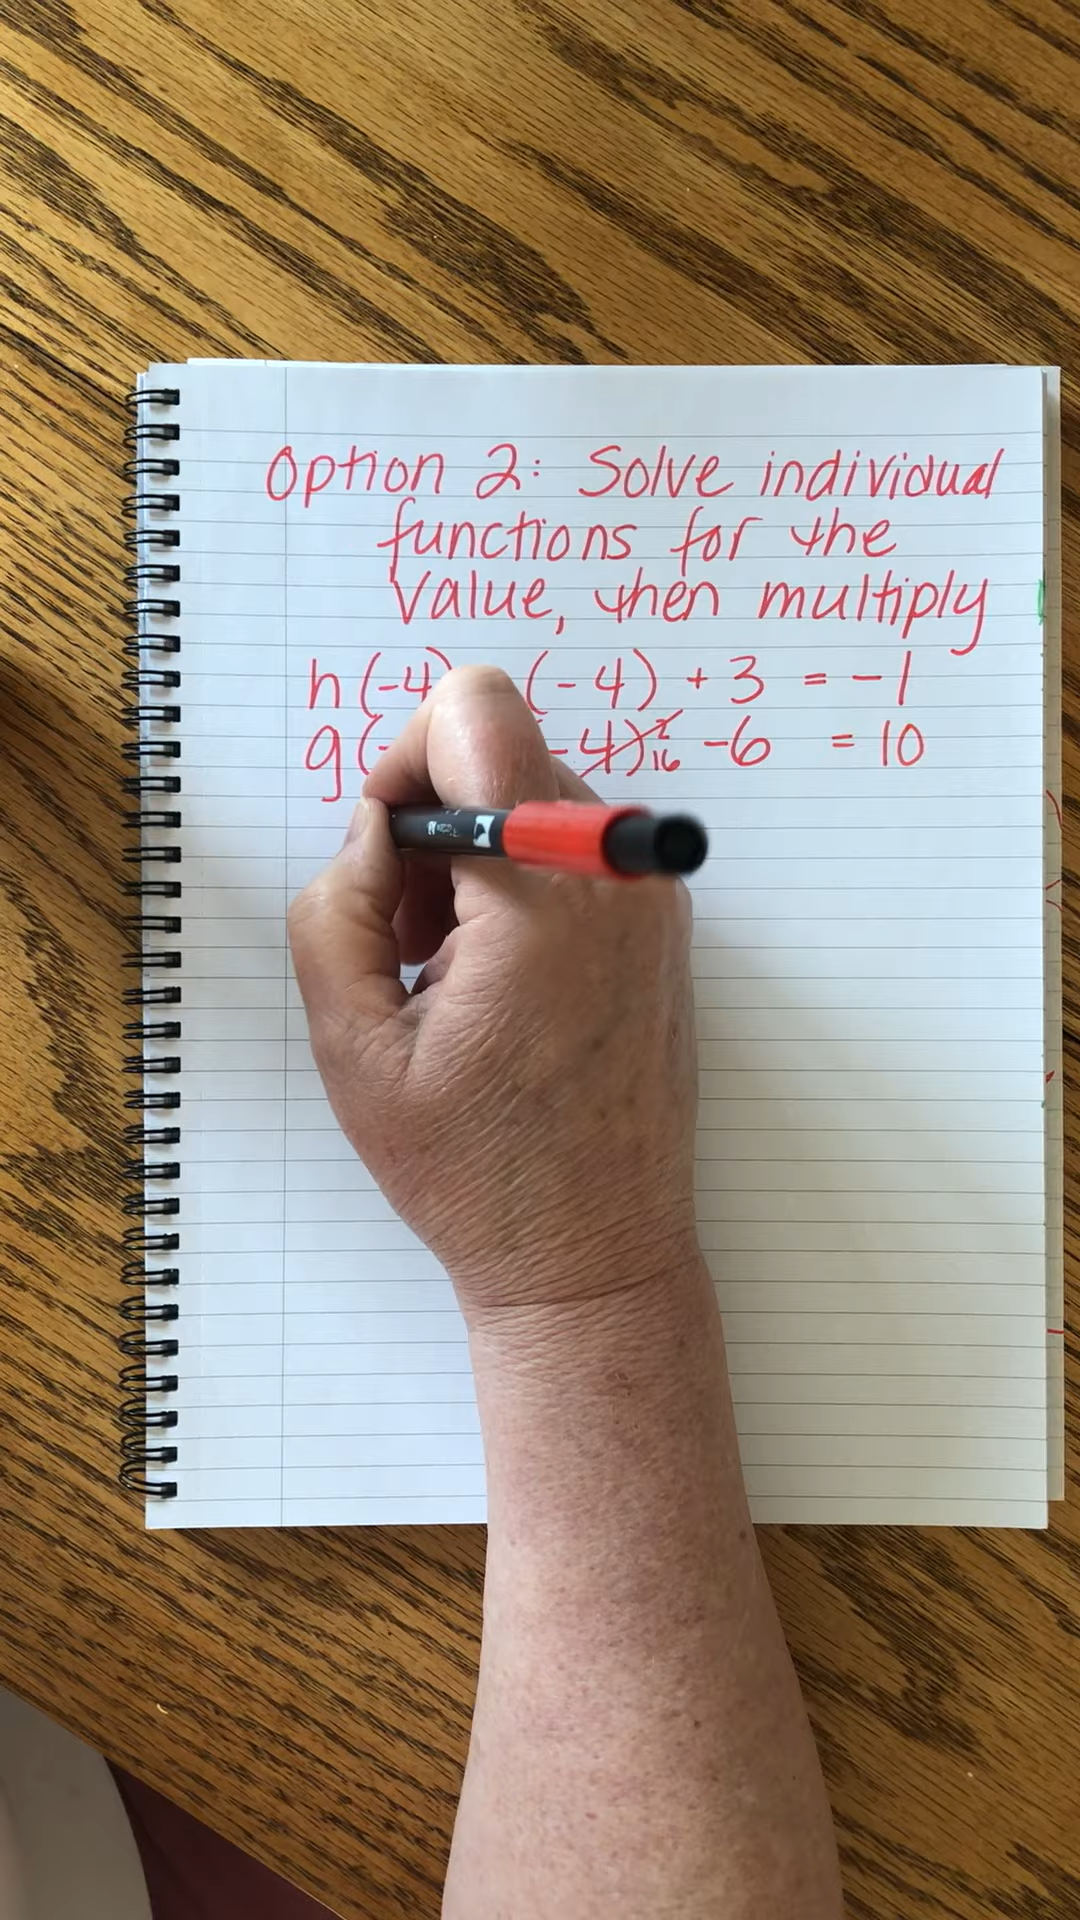 Option 2: Solve individual
functions for the
value, then multiply
h(-4) (-4) + 3 = -1
g(- -4)² 16 -6 = 10